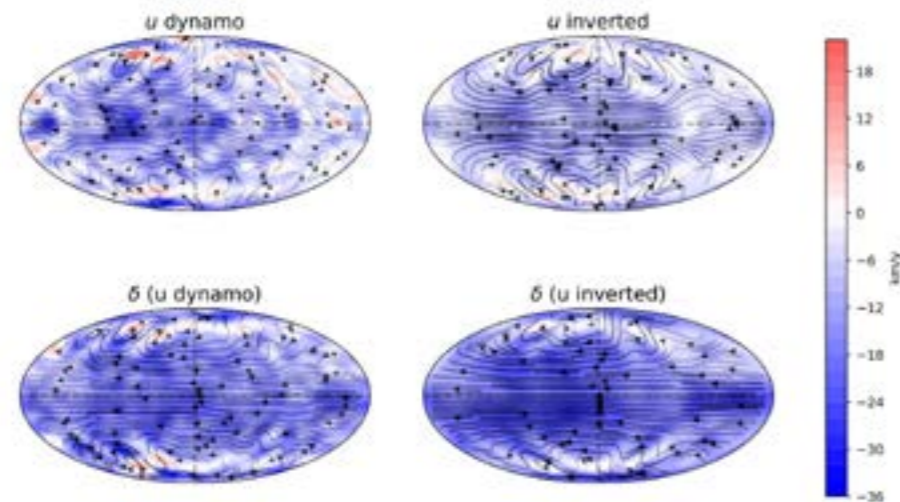 u dynamo
u inverted
δ (u dynamo)
δ (u inverted)
18
12
6
0
−6
−12
−18
−24
−30
−36
km/y